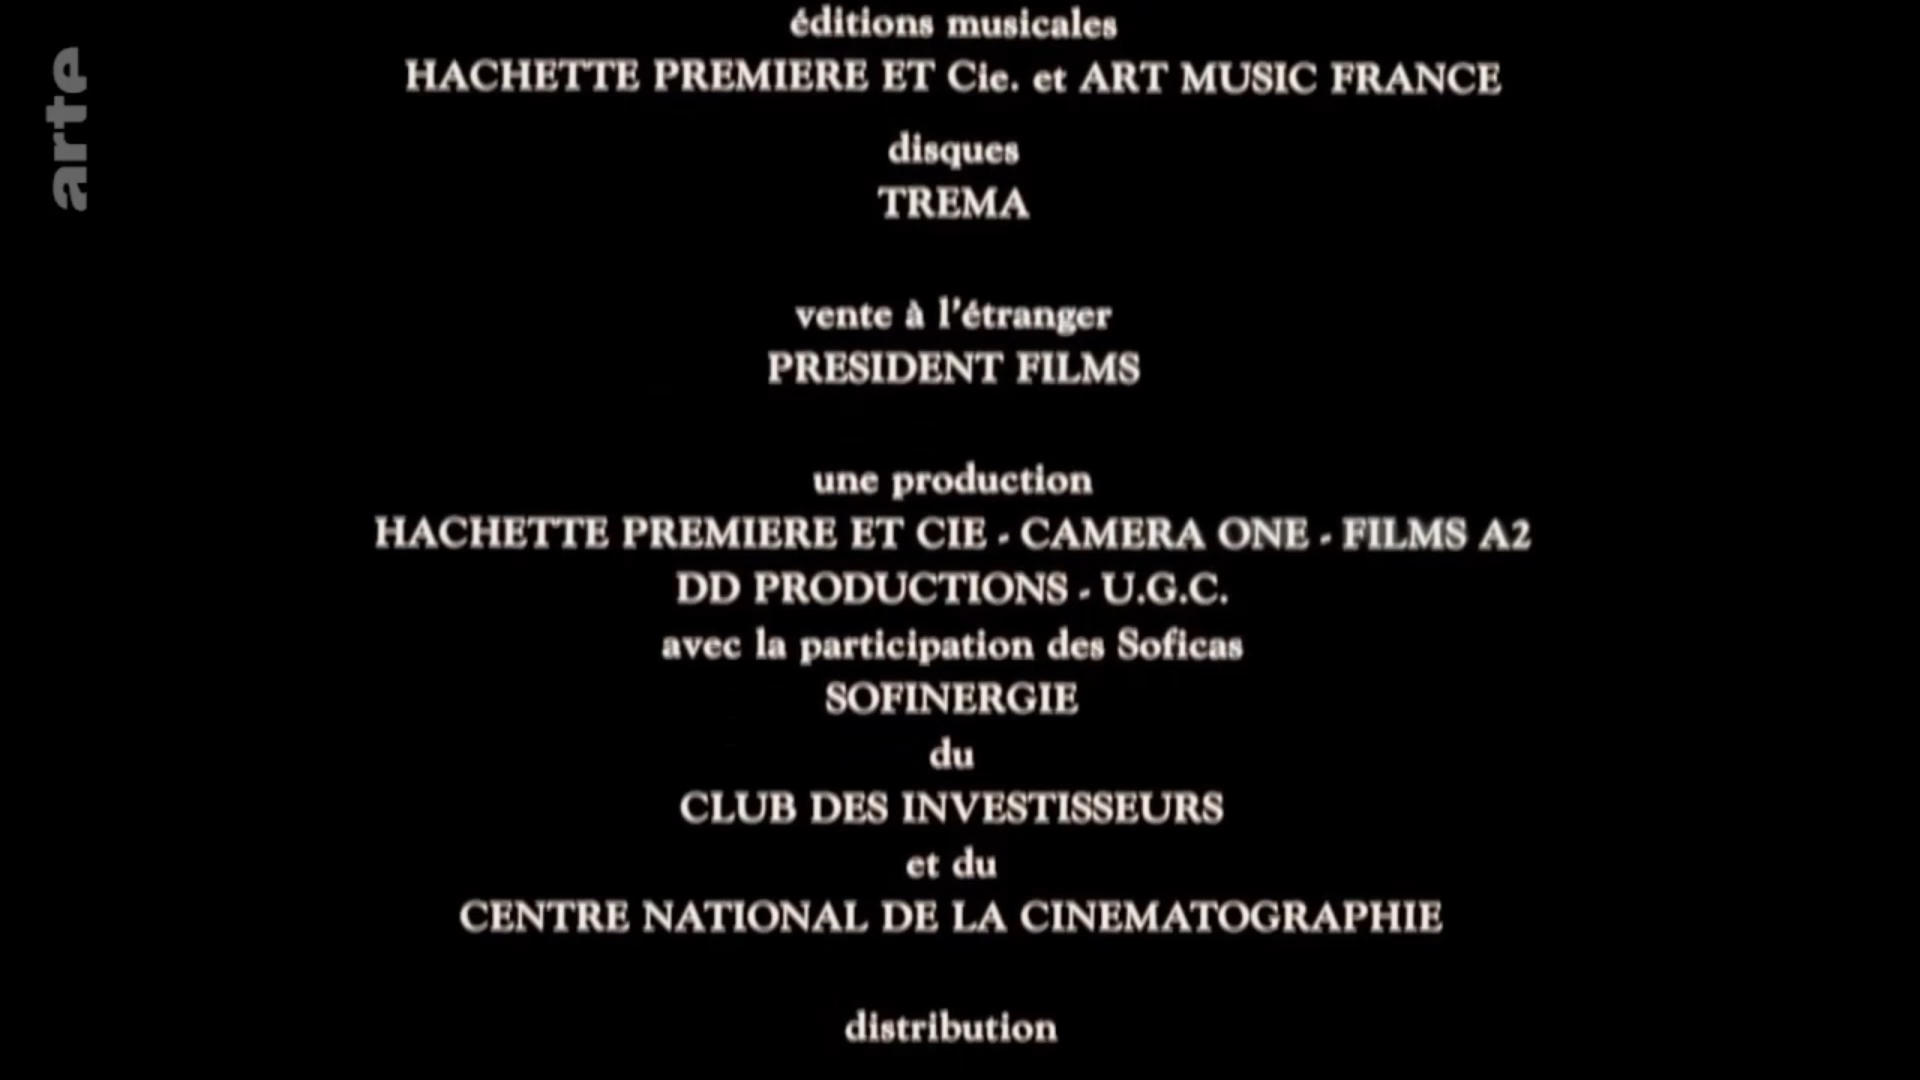 arte
éditions musicales
HACHETTE PREMIERE ET Cie. et ART MUSIC FRANCE
disques
TREMA
vente à l'étranger
PRESIDENT FILMS
une production
HACHETTE PREMIERE ET CIE - CAMERA ONE - FILMS A2
DD PRODUCTIONS - U.G.C.
avec la participation des Soficas
SOFINERGIE
du
CLUB DES INVESTISSEURS
et du
CENTRE NATIONAL DE LA CINEMATOGRAPHIE
distribution